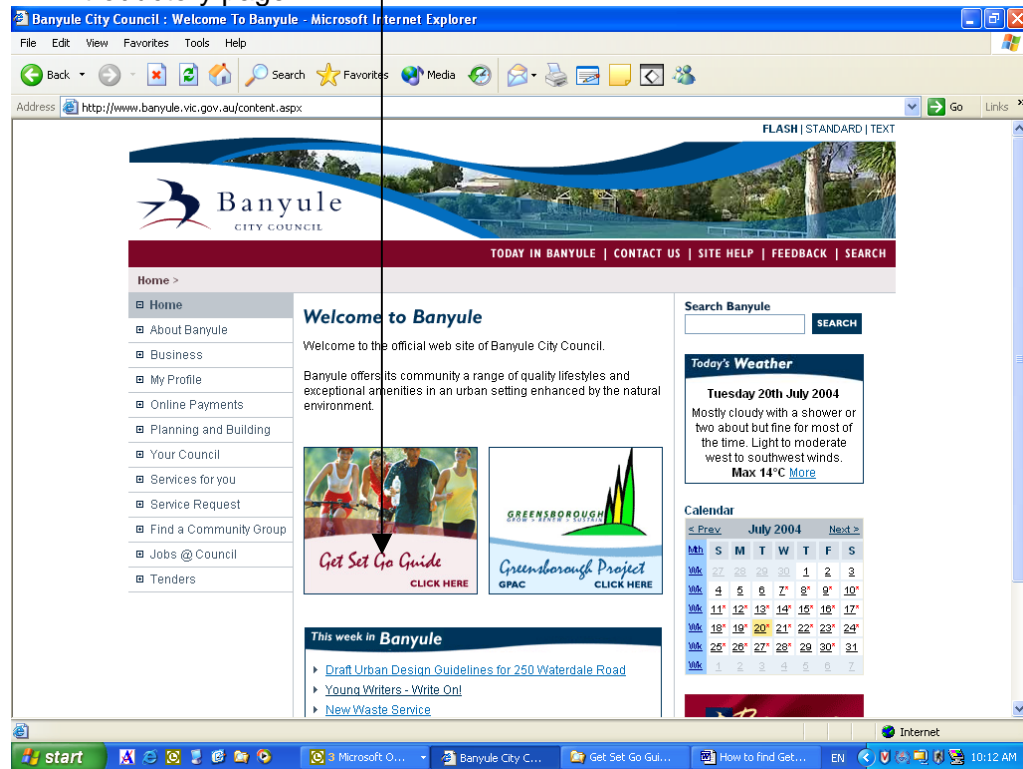 Banyule City Council : Welcome To Banyule - Microsoft Internet Explorer
File Edit View Favorites Tools Help
Back Search Favorites Media
Address http://www.banyule.vic.gov.au/content.aspx Go Links »
FLASH | STANDARD | TEXT
Banyule
CITY COUNCIL
TODAY IN BANYULE | CONTACT US | SITE HELP | FEEDBACK | SEARCH
Home >
Home
About Banyule
Business
My Profile
Online Payments
Planning and Building
Your Council
Services for you
Service Request
Find a Community Group
Jobs @ Council
Tenders
Welcome to Banyule
Welcome to the official web site of Banyule City Council.
Banyule offers its community a range of quality lifestyles and
exceptional amenities in an urban setting enhanced by the natural
environment.
Get Set Go Guide
CLICK HERE
GREENSBOROUGH
GROW • RENEW • SUSTAIN
Greensborough Project
GPAC CLICK HERE
This week in Banyule
Draft Urban Design Guidelines for 250 Waterdale Road
Young Writers - Write On!
New Waste Service
Search Banyule
SEARCH
Today's Weather
Tuesday 20th July 2004
Mostly cloudy with a shower or
two about but fine for most of
the time. Light to moderate
west to southwest winds.
Max 14°C More
Calendar
< Prev July 2004 Next >
Mth S M T W T F S
Wk 27 28 29 30 1 2 3
Wk 4 5 6 7* 8* 9* 10*
Wk 11* 12* 13* 14* 15* 16* 17*
Wk 18* 19* 20* 21* 22* 23* 24*
Wk 25* 26* 27* 28* 29 30* 31
Wk 1 2 3 4 5 6 7
Internet
start 3 Microsoft O... Banyule City C... Get Set Go Gui... How to find Get... EN 10:12 AM